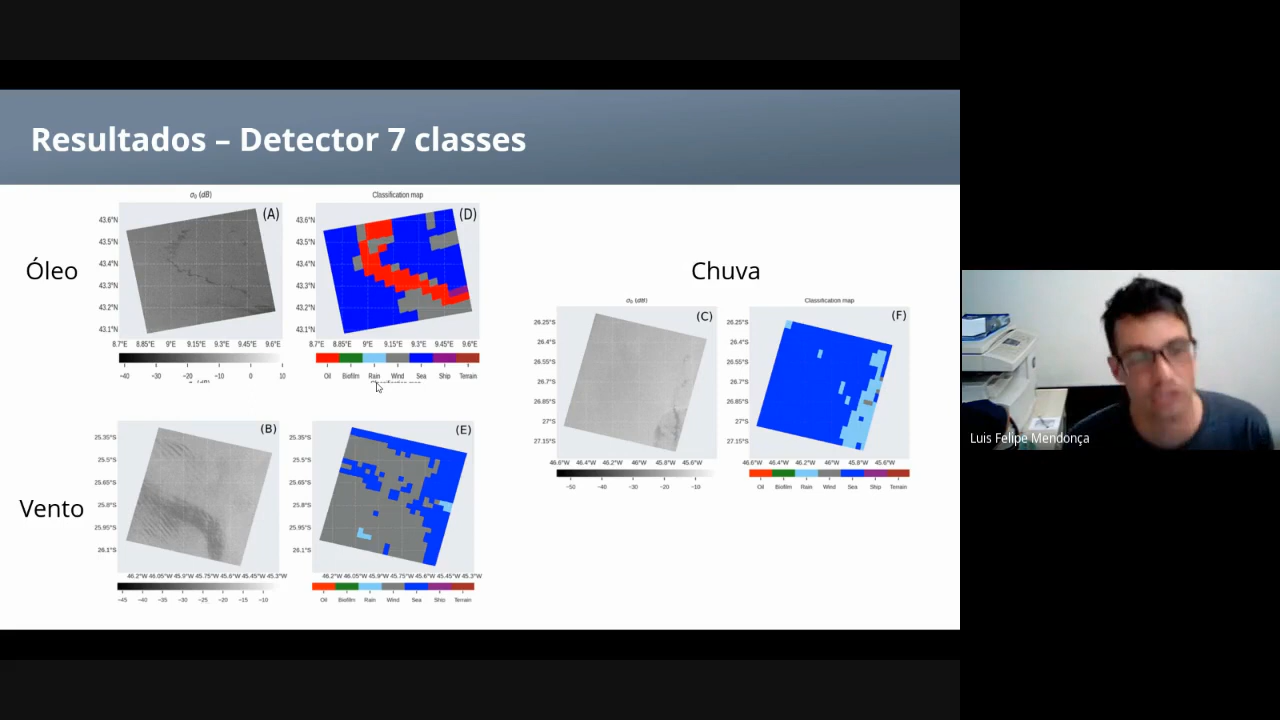 Resultados – Detector 7 classes
Óleo
σ₀ (dB)
(A)
43.6°N
43.5°N
43.4°N
43.3°N
43.2°N
43.1°N
8.7°E 8.85°E 9°E 9.15°E 9.3°E 9.45°E 9.6°E
−40 −30 −20 −10 0 10
Classification map
(D)
43.6°N
43.5°N
43.4°N
43.3°N
43.2°N
43.1°N
8.7°E 8.85°E 9°E 9.15°E 9.3°E 9.45°E 9.6°E
Oil Biofilm Rain Wind Sea Ship Terrain
Chuva
σ₀ (dB)
(C)
26.25°S
26.4°S
26.55°S
26.7°S
26.85°S
27°S
27.15°S
46.6°W 46.4°W 46.2°W 46°W 45.8°W 45.6°W
−50 −40 −30 −20 −10
Classification map
(F)
26.25°S
26.4°S
26.55°S
26.7°S
26.85°S
27°S
27.15°S
46.6°W 46.4°W 46.2°W 46°W 45.8°W 45.6°W
Oil Biofilm Rain Wind Sea Ship Terrain
Vento
(B)
25.35°S
25.5°S
25.65°S
25.8°S
25.95°S
26.1°S
46.2°W 46.05°W 45.9°W 45.75°W 45.6°W 45.45°W 45.3°W
−45 −40 −35 −30 −25 −20 −15 −10
(E)
25.35°S
25.5°S
25.65°S
25.8°S
25.95°S
26.1°S
46.2°W 46.05°W 45.9°W 45.75°W 45.6°W 45.45°W 45.3°W
Oil Biofilm Rain Wind Sea Ship Terrain
Luis Felipe Mendonça